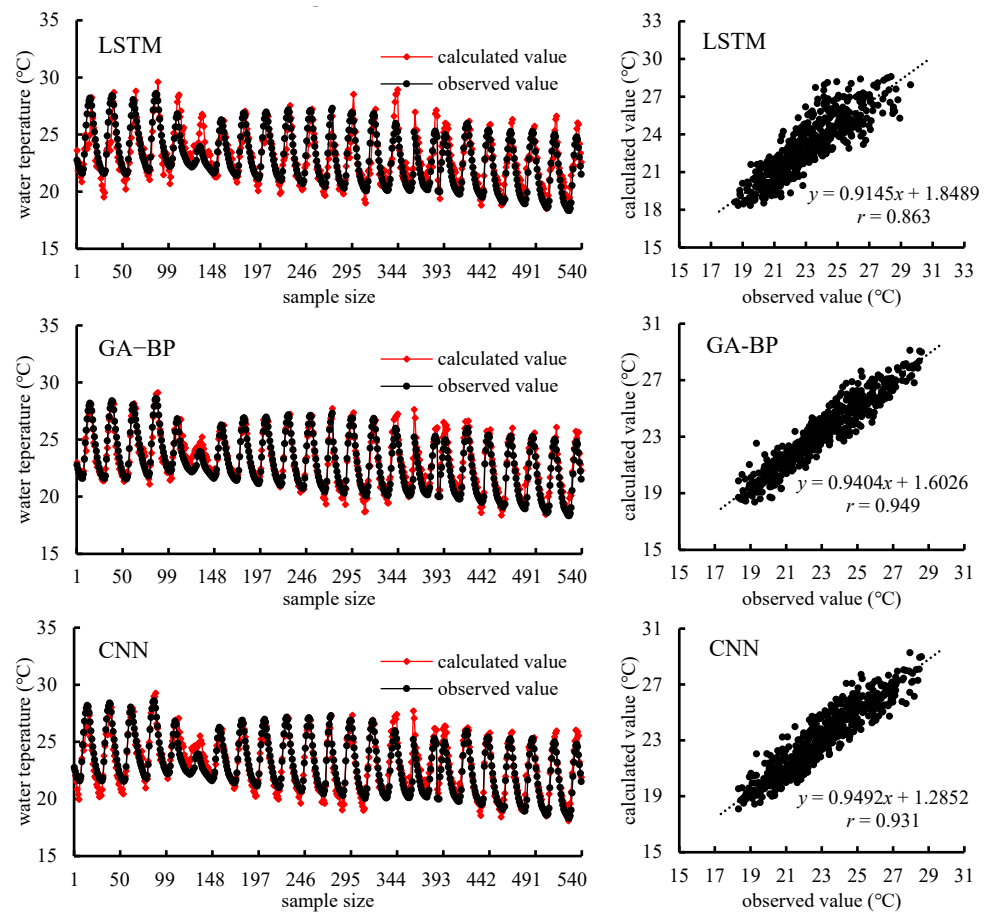 35
30
25
20
15
water teperature (℃)
LSTM
calculated value
observed value
1 50 99 148 197 246 295 344 393 442 491 540
sample size
33
30
27
24
21
18
15
calculated value (℃)
LSTM
y = 0.9145x + 1.8489
r = 0.863
15 17 19 21 23 25 27 29 31 33
observed value (℃)
35
30
25
20
15
water teperature (℃)
GA−BP
calculated value
observed value
1 50 99 148 197 246 295 344 393 442 491 540
sample size
31
27
23
19
15
calculated value (℃)
GA-BP
y = 0.9404x + 1.6026
r = 0.949
15 17 19 21 23 25 27 29 31
observed value (℃)
35
30
25
20
15
water teperature (℃)
CNN
calculated value
observed value
1 50 99 148 197 246 295 344 393 442 491 540
sample size
31
27
23
19
15
calculated value (℃)
CNN
y = 0.9492x + 1.2852
r = 0.931
15 17 19 21 23 25 27 29 31
observed value (℃)